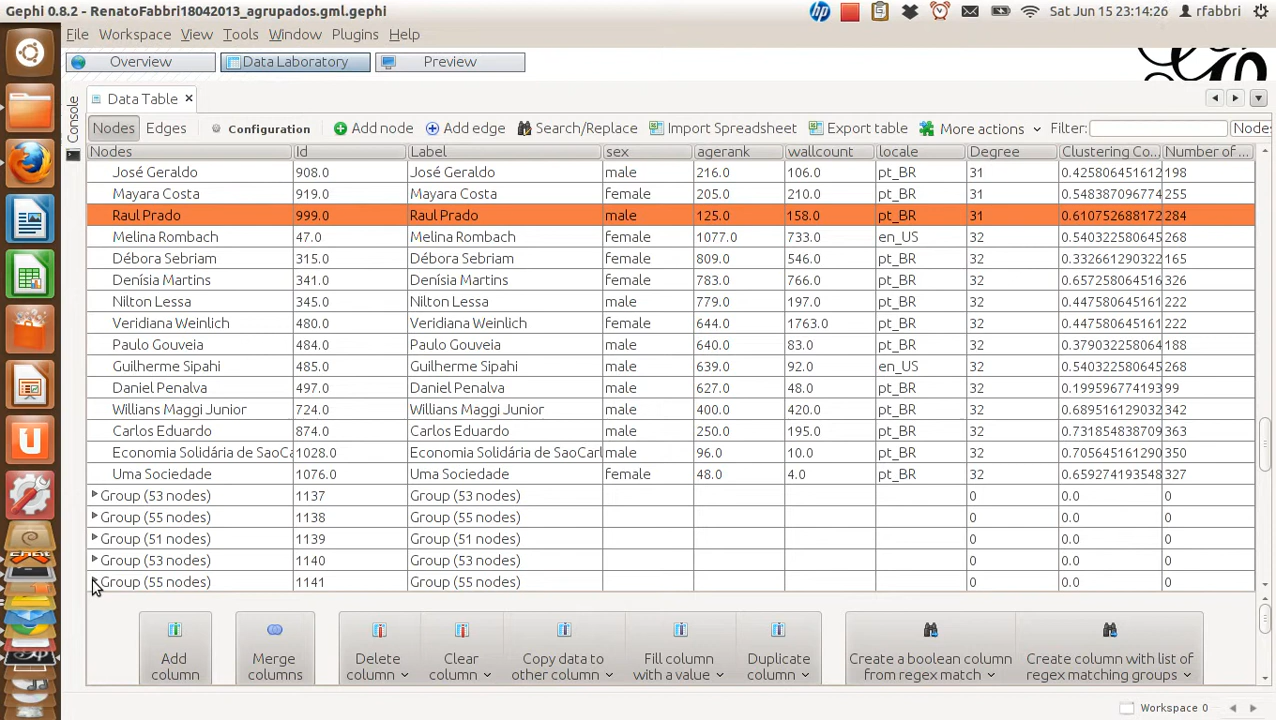 Gephi 0.8.2 - RenatoFabbri18042013_agrupados.gml.gephi
Sat Jun 15 23:14:26
rfabbri
File Workspace View Tools Window Plugins Help
Overview Data Laboratory Preview
Console
Data Table
Nodes Edges Configuration Add node Add edge Search/Replace Import Spreadsheet Export table More actions Filter: Node
Nodes Id Label sex agerank wallcount locale Degree Clustering Co... Number of ...
José Geraldo 908.0 José Geraldo male 216.0 106.0 pt_BR 31 0.425806451612 198
Mayara Costa 919.0 Mayara Costa female 205.0 210.0 pt_BR 31 0.548387096774 255
Raul Prado 999.0 Raul Prado male 125.0 158.0 pt_BR 31 0.610752688172 284
Melina Rombach 47.0 Melina Rombach female 1077.0 733.0 en_US 32 0.540322580645 268
Débora Sebriam 315.0 Débora Sebriam female 809.0 546.0 pt_BR 32 0.332661290322 165
Denísia Martins 341.0 Denísia Martins female 783.0 766.0 pt_BR 32 0.657258064516 326
Nilton Lessa 345.0 Nilton Lessa male 779.0 197.0 pt_BR 32 0.447580645161 222
Veridiana Weinlich 480.0 Veridiana Weinlich female 644.0 1763.0 pt_BR 32 0.447580645161 222
Paulo Gouveia 484.0 Paulo Gouveia male 640.0 83.0 pt_BR 32 0.379032258064 188
Guilherme Sipahi 485.0 Guilherme Sipahi male 639.0 92.0 en_US 32 0.540322580645 268
Daniel Penalva 497.0 Daniel Penalva male 627.0 48.0 pt_BR 32 0.199596774193 99
Willians Maggi Junior 724.0 Willians Maggi Junior male 400.0 420.0 pt_BR 32 0.689516129032 342
Carlos Eduardo 874.0 Carlos Eduardo male 250.0 195.0 pt_BR 32 0.731854838709 363
Economia Solidária de SaoCa 1028.0 Economia Solidária de SaoCarl male 96.0 10.0 pt_BR 32 0.705645161290 350
Uma Sociedade 1076.0 Uma Sociedade female 48.0 4.0 pt_BR 32 0.659274193548 327
Group (53 nodes) 1137 Group (53 nodes) 0 0.0 0
Group (55 nodes) 1138 Group (55 nodes) 0 0.0 0
Group (51 nodes) 1139 Group (51 nodes) 0 0.0 0
Group (53 nodes) 1140 Group (53 nodes) 0 0.0 0
Group (55 nodes) 1141 Group (55 nodes) 0 0.0 0
Add Merge Delete Clear Copy data to Fill column Duplicate Create a boolean column Create column with list of
column columns column column other column with a value column from regex match regex matching groups
Workspace 0